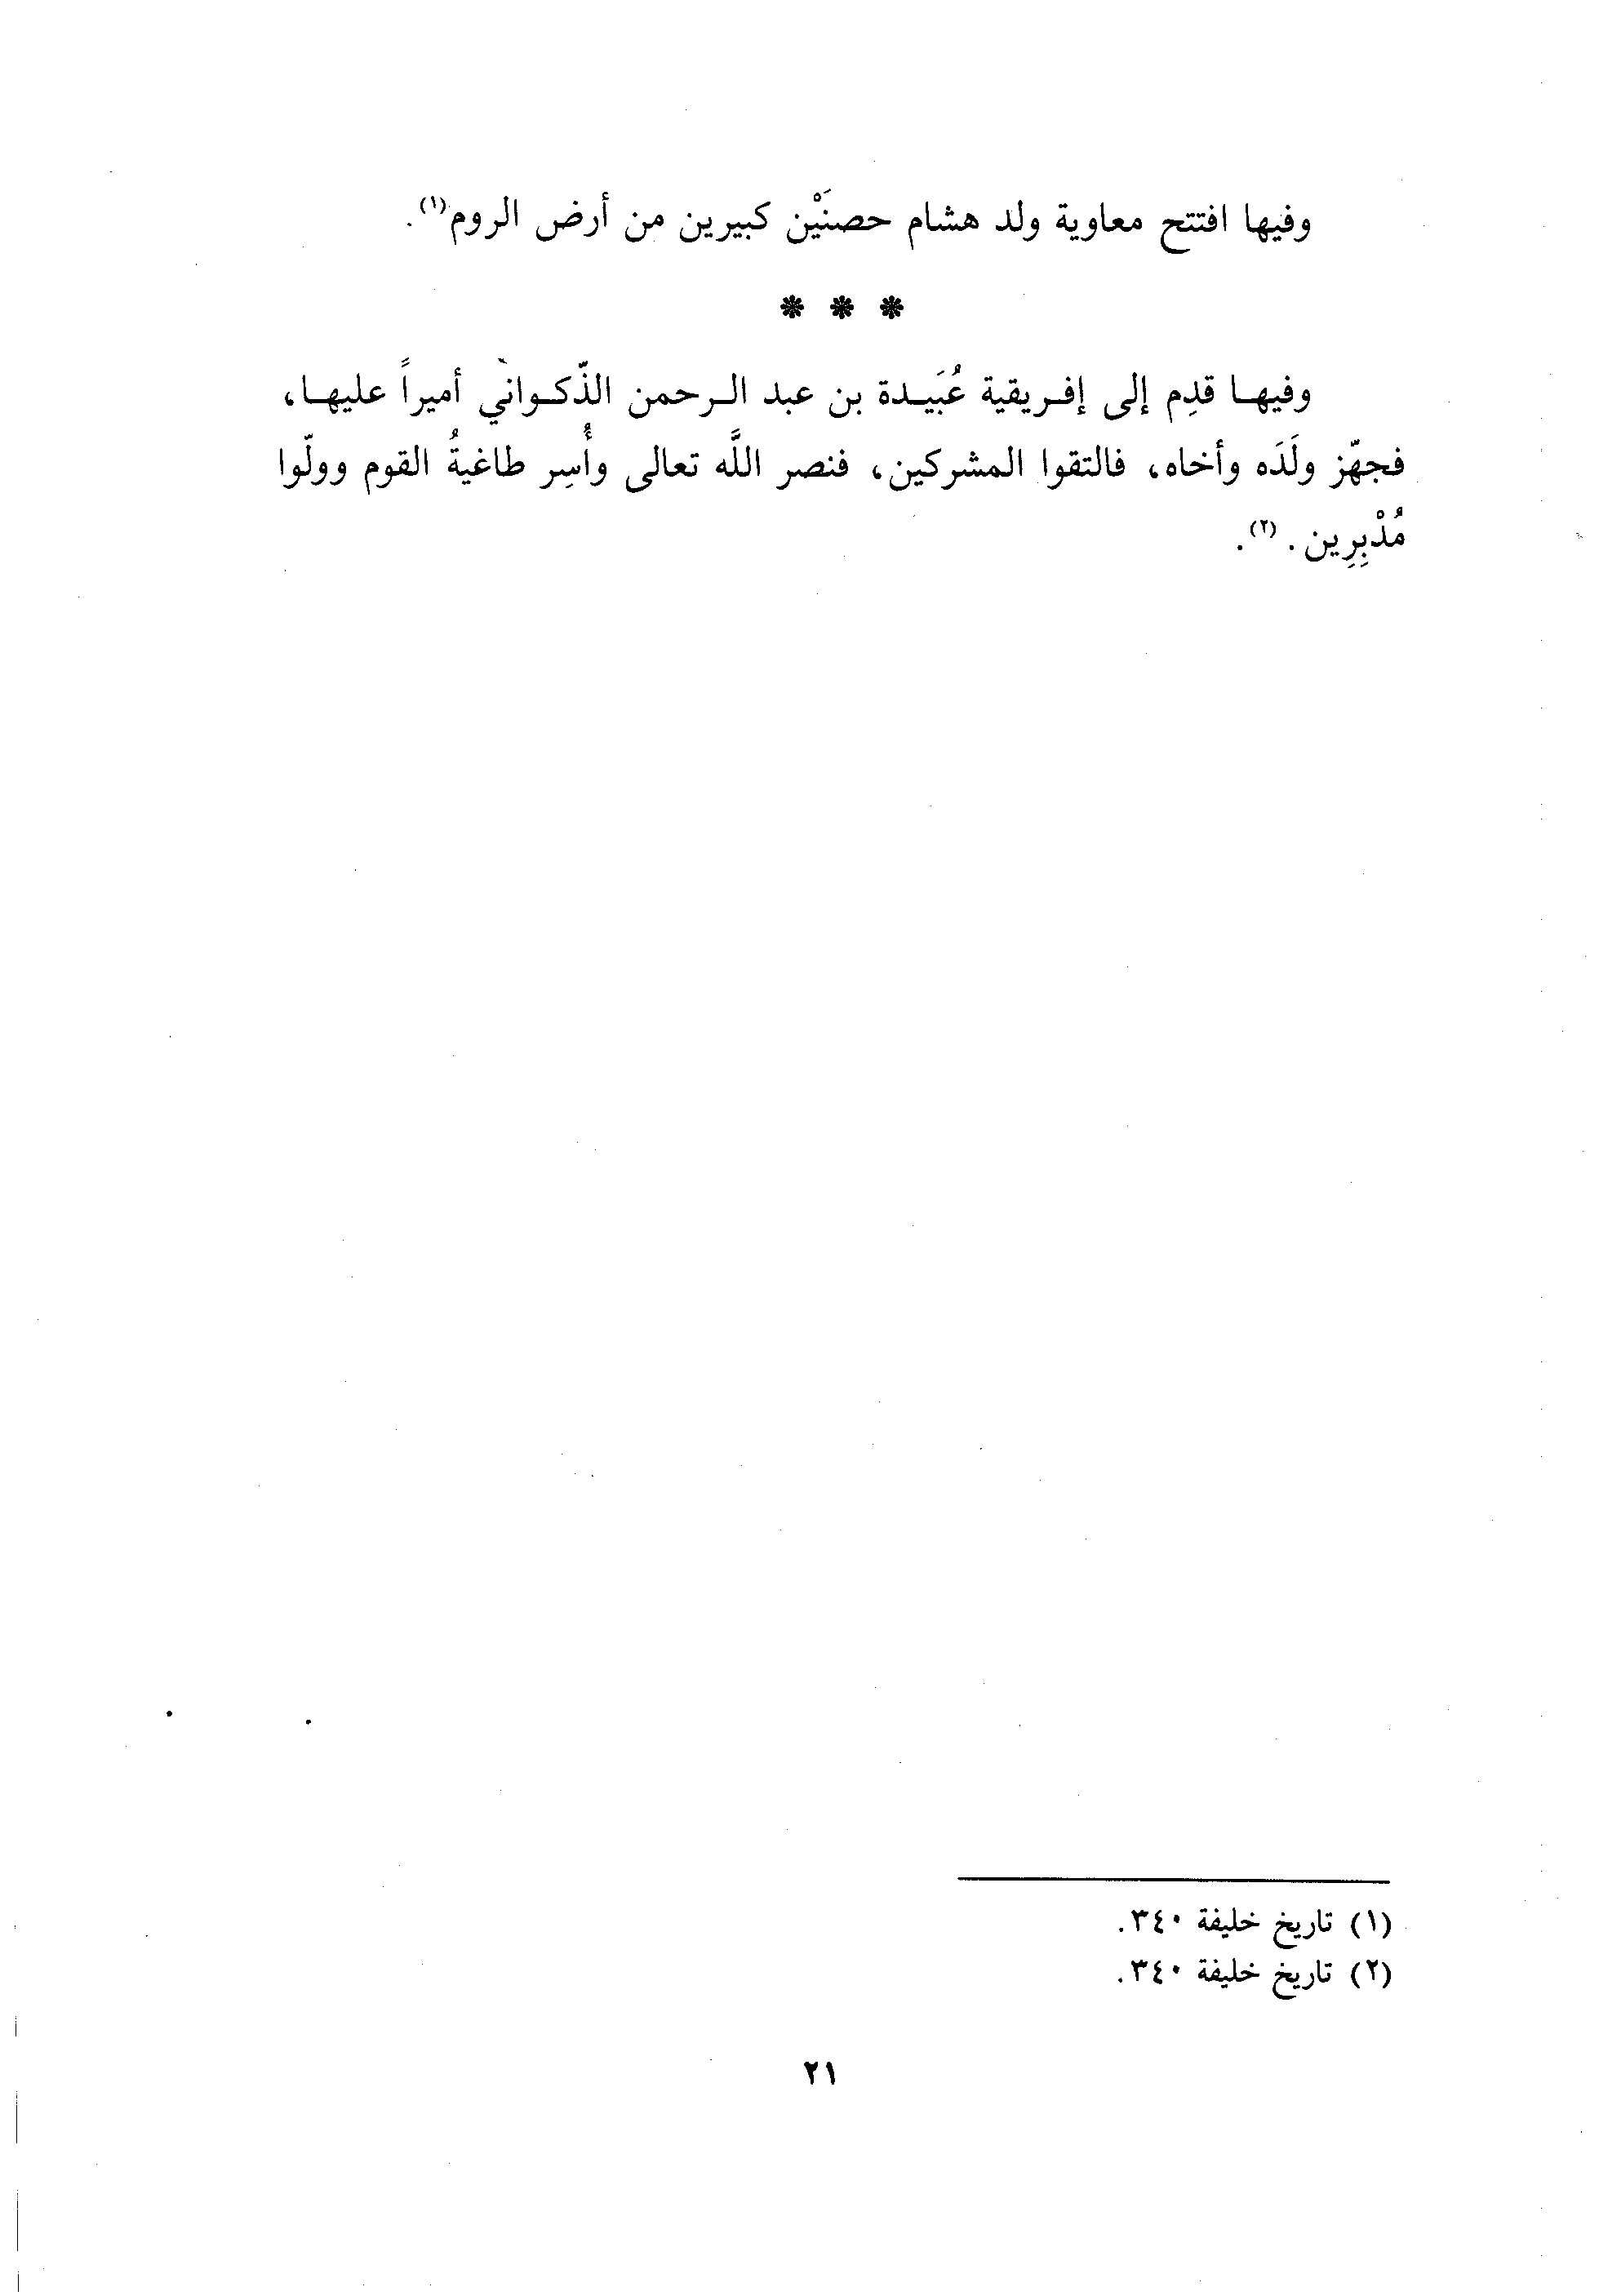 وفيها افتتح معاوية ولد هشام حصنَيْن كبيرين من أرض الروم(١).
* * *
وفيها قدِم إلى إفريقية عُبَيدة بن عبد الرحمن الذّكواني أميراً عليها،
فجهّز ولَدَه وأخاه، فالتقوا المشركين، فنصر اللَّه تعالى وأُسِر طاغيةُ القوم وولّوا
مُدْبِرِين. (٢).
(١) تاريخ خليفة ٣٤٠.
(٢) تاريخ خليفة ٣٤٠.
٢١